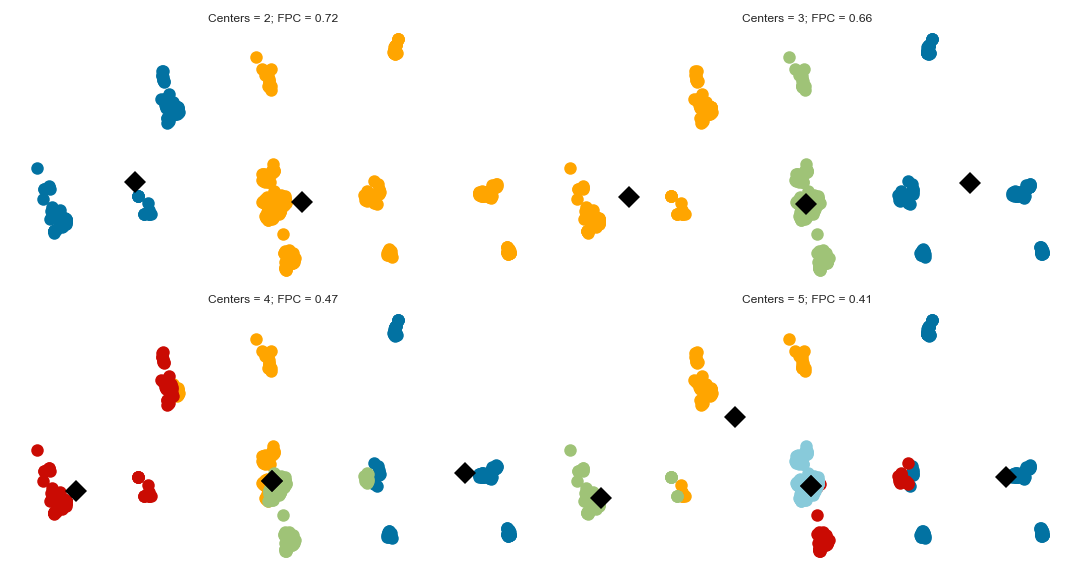 Centers = 2; FPC = 0.72
Centers = 3; FPC = 0.66
Centers = 4; FPC = 0.47
Centers = 5; FPC = 0.41